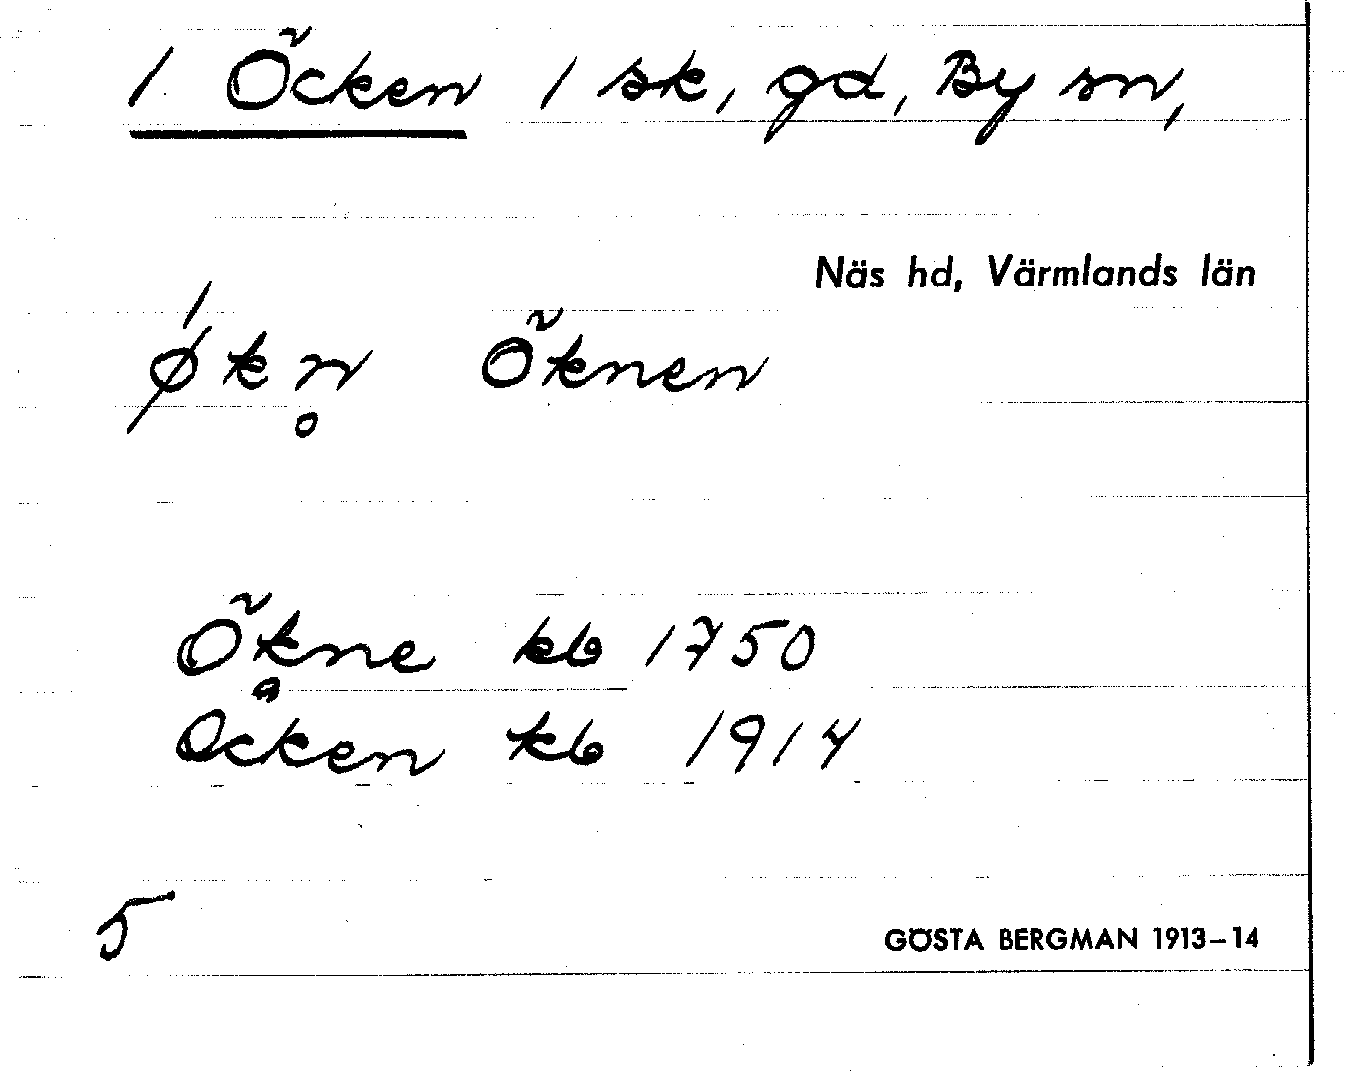 1. Öcken 1 sk, gd, By sn,
Näs hd, Värmlands län
ǿkn̥ Öknen
Ökne kb 1750
Öcken kb 1914
5
GÖSTA BERGMAN 1913–14